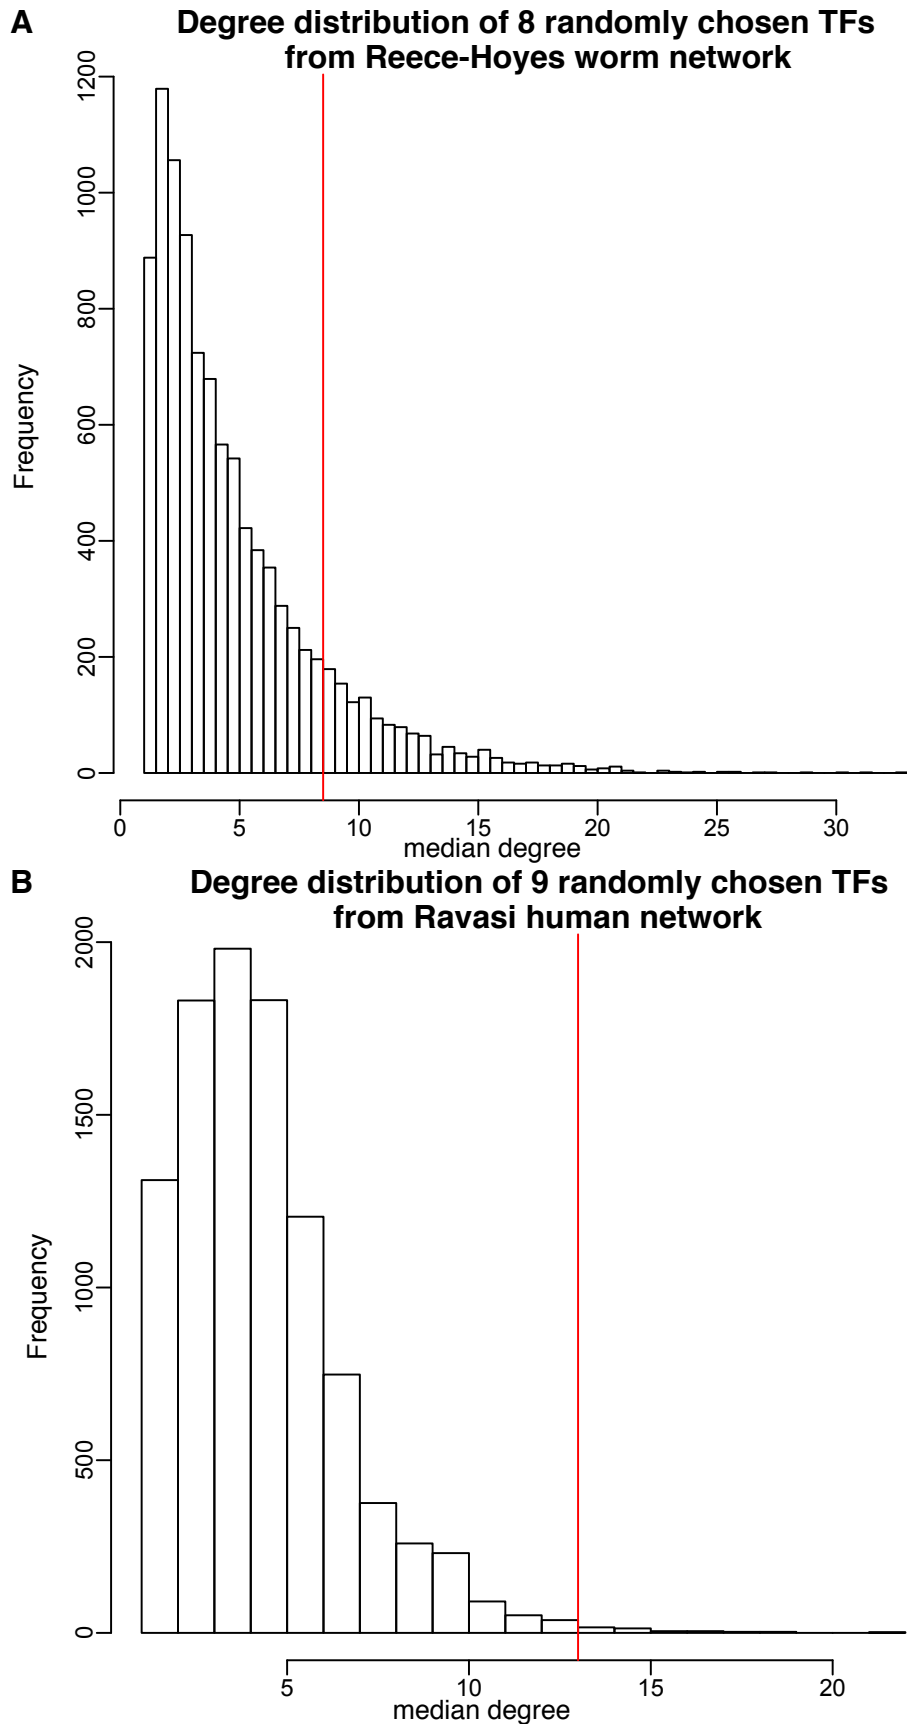 A
Degree distribution of 8 randomly chosen TFs
from Reece-Hoyes worm network
1200
1000
800
600
400
200
0
Frequency
0 5 10 15 20 25 30
median degree
B
Degree distribution of 9 randomly chosen TFs
from Ravasi human network
2000
1500
1000
500
0
Frequency
5 10 15 20
median degree